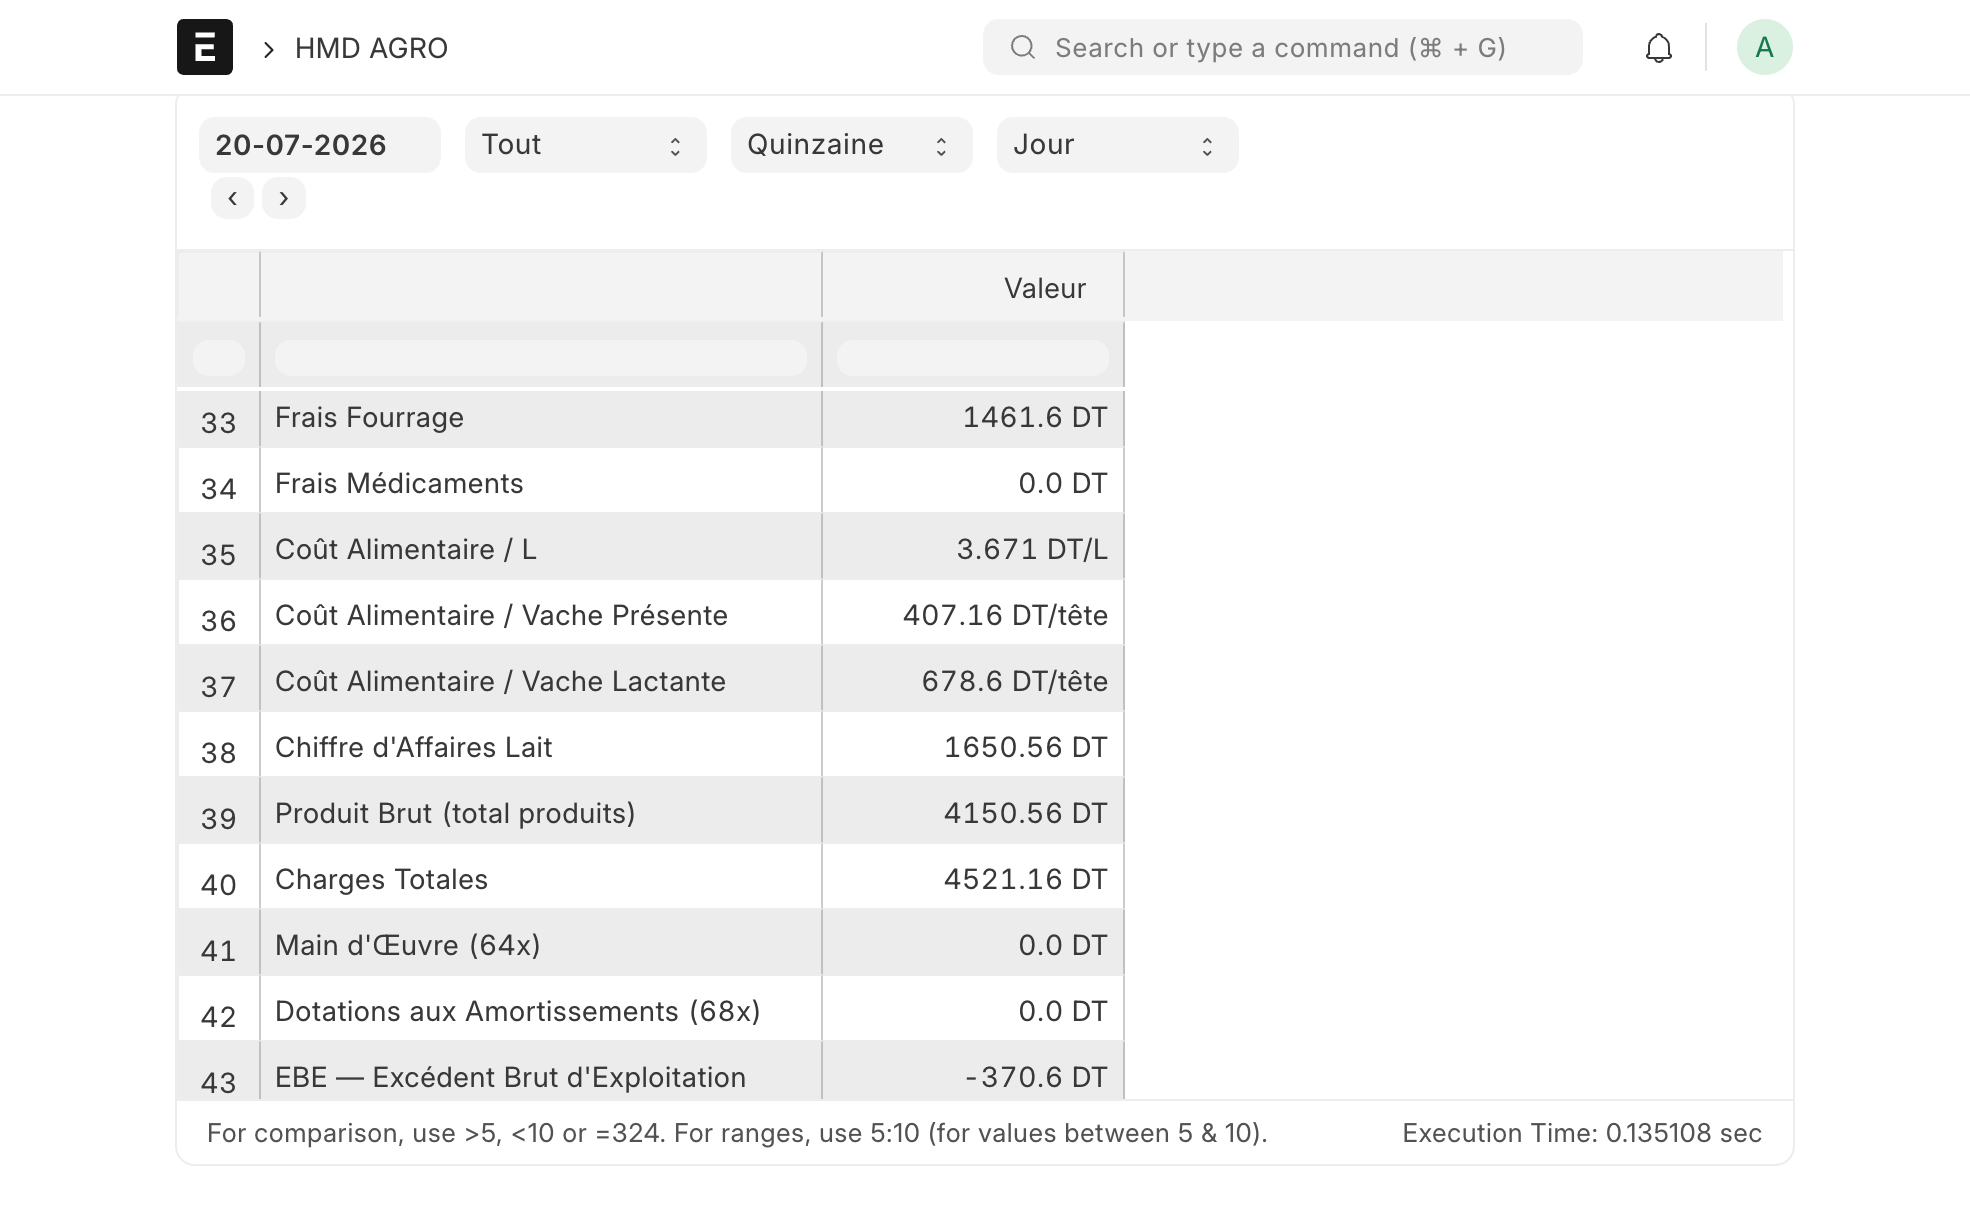 E > HMD AGRO Search or type a command (⌘ + G) A
20-07-2026 Tout Quinzaine Jour
‹ ›
Valeur
33 Frais Fourrage 1461.6 DT
34 Frais Médicaments 0.0 DT
35 Coût Alimentaire / L 3.671 DT/L
36 Coût Alimentaire / Vache Présente 407.16 DT/tête
37 Coût Alimentaire / Vache Lactante 678.6 DT/tête
38 Chiffre d'Affaires Lait 1650.56 DT
39 Produit Brut (total produits) 4150.56 DT
40 Charges Totales 4521.16 DT
41 Main d'Œuvre (64x) 0.0 DT
42 Dotations aux Amortissements (68x) 0.0 DT
43 EBE — Excédent Brut d'Exploitation -370.6 DT
For comparison, use >5, <10 or =324. For ranges, use 5:10 (for values between 5 & 10). Execution Time: 0.135108 sec